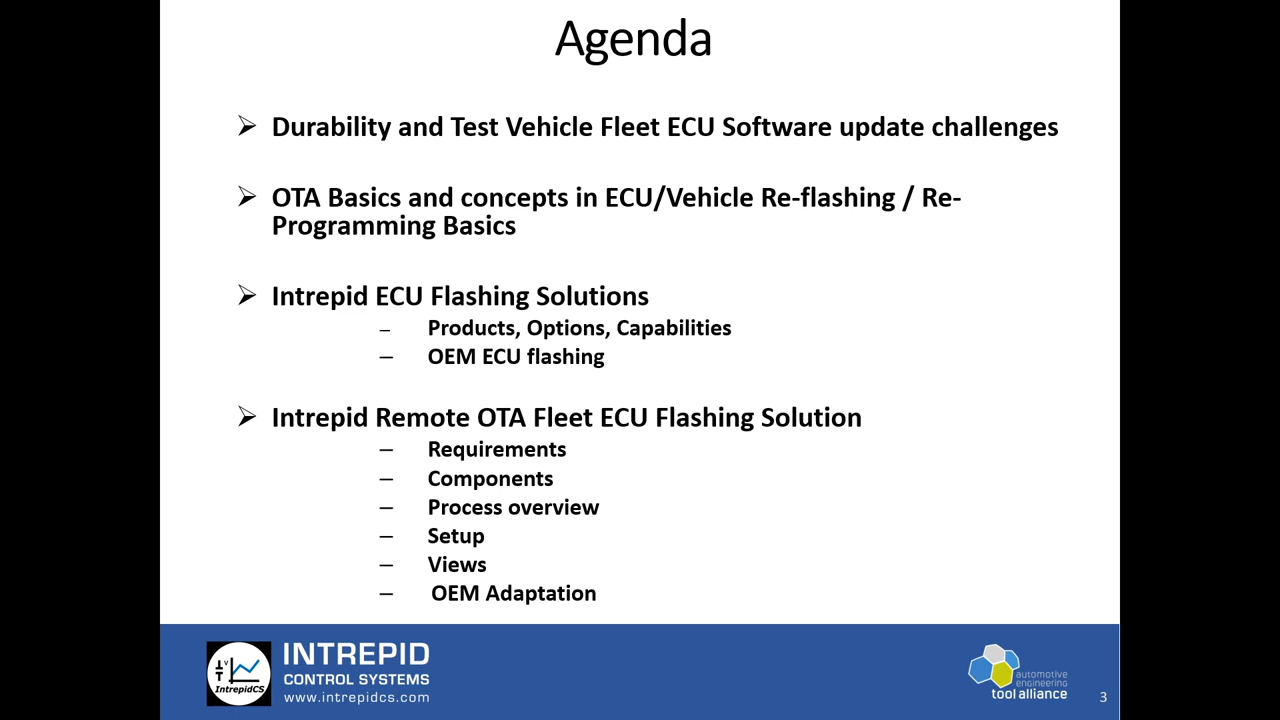 Agenda
➢ Durability and Test Vehicle Fleet ECU Software update challenges
➢ OTA Basics and concepts in ECU/Vehicle Re-flashing / Re-
Programming Basics
➢ Intrepid ECU Flashing Solutions
– Products, Options, Capabilities
– OEM ECU flashing
➢ Intrepid Remote OTA Fleet ECU Flashing Solution
– Requirements
– Components
– Process overview
– Setup
– Views
– OEM Adaptation
IntrepidCS
INTREPID
CONTROL SYSTEMS
www.intrepidcs.com
automotive
engineering
tool alliance
3